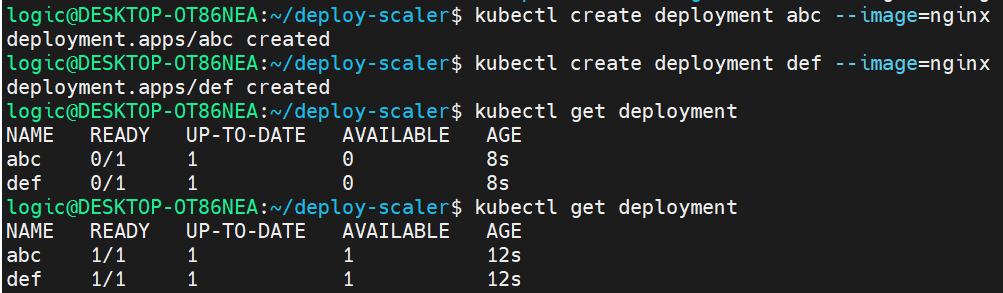 logic@DESKTOP-OT86NEA:~/deploy-scaler$ kubectl create deployment abc --image=nginx
deployment.apps/abc created
logic@DESKTOP-OT86NEA:~/deploy-scaler$ kubectl create deployment def --image=nginx
deployment.apps/def created
logic@DESKTOP-OT86NEA:~/deploy-scaler$ kubectl get deployment
NAME   READY   UP-TO-DATE   AVAILABLE   AGE
abc    0/1     1            0           8s
def    0/1     1            0           8s
logic@DESKTOP-OT86NEA:~/deploy-scaler$ kubectl get deployment
NAME   READY   UP-TO-DATE   AVAILABLE   AGE
abc    1/1     1            1           12s
def    1/1     1            1           12s